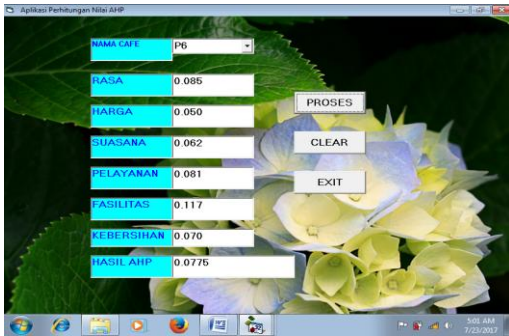 Aplikasi Perhitungan Nilai AHP
NAMA CAFE P6
RASA 0.085
HARGA 0.050
SUASANA 0.062
PELAYANAN 0.081
FASILITAS 0.117
KEBERSIHAN 0.070
HASIL AHP 0.0775
PROSES
CLEAR
EXIT
5:01 AM
7/23/2017